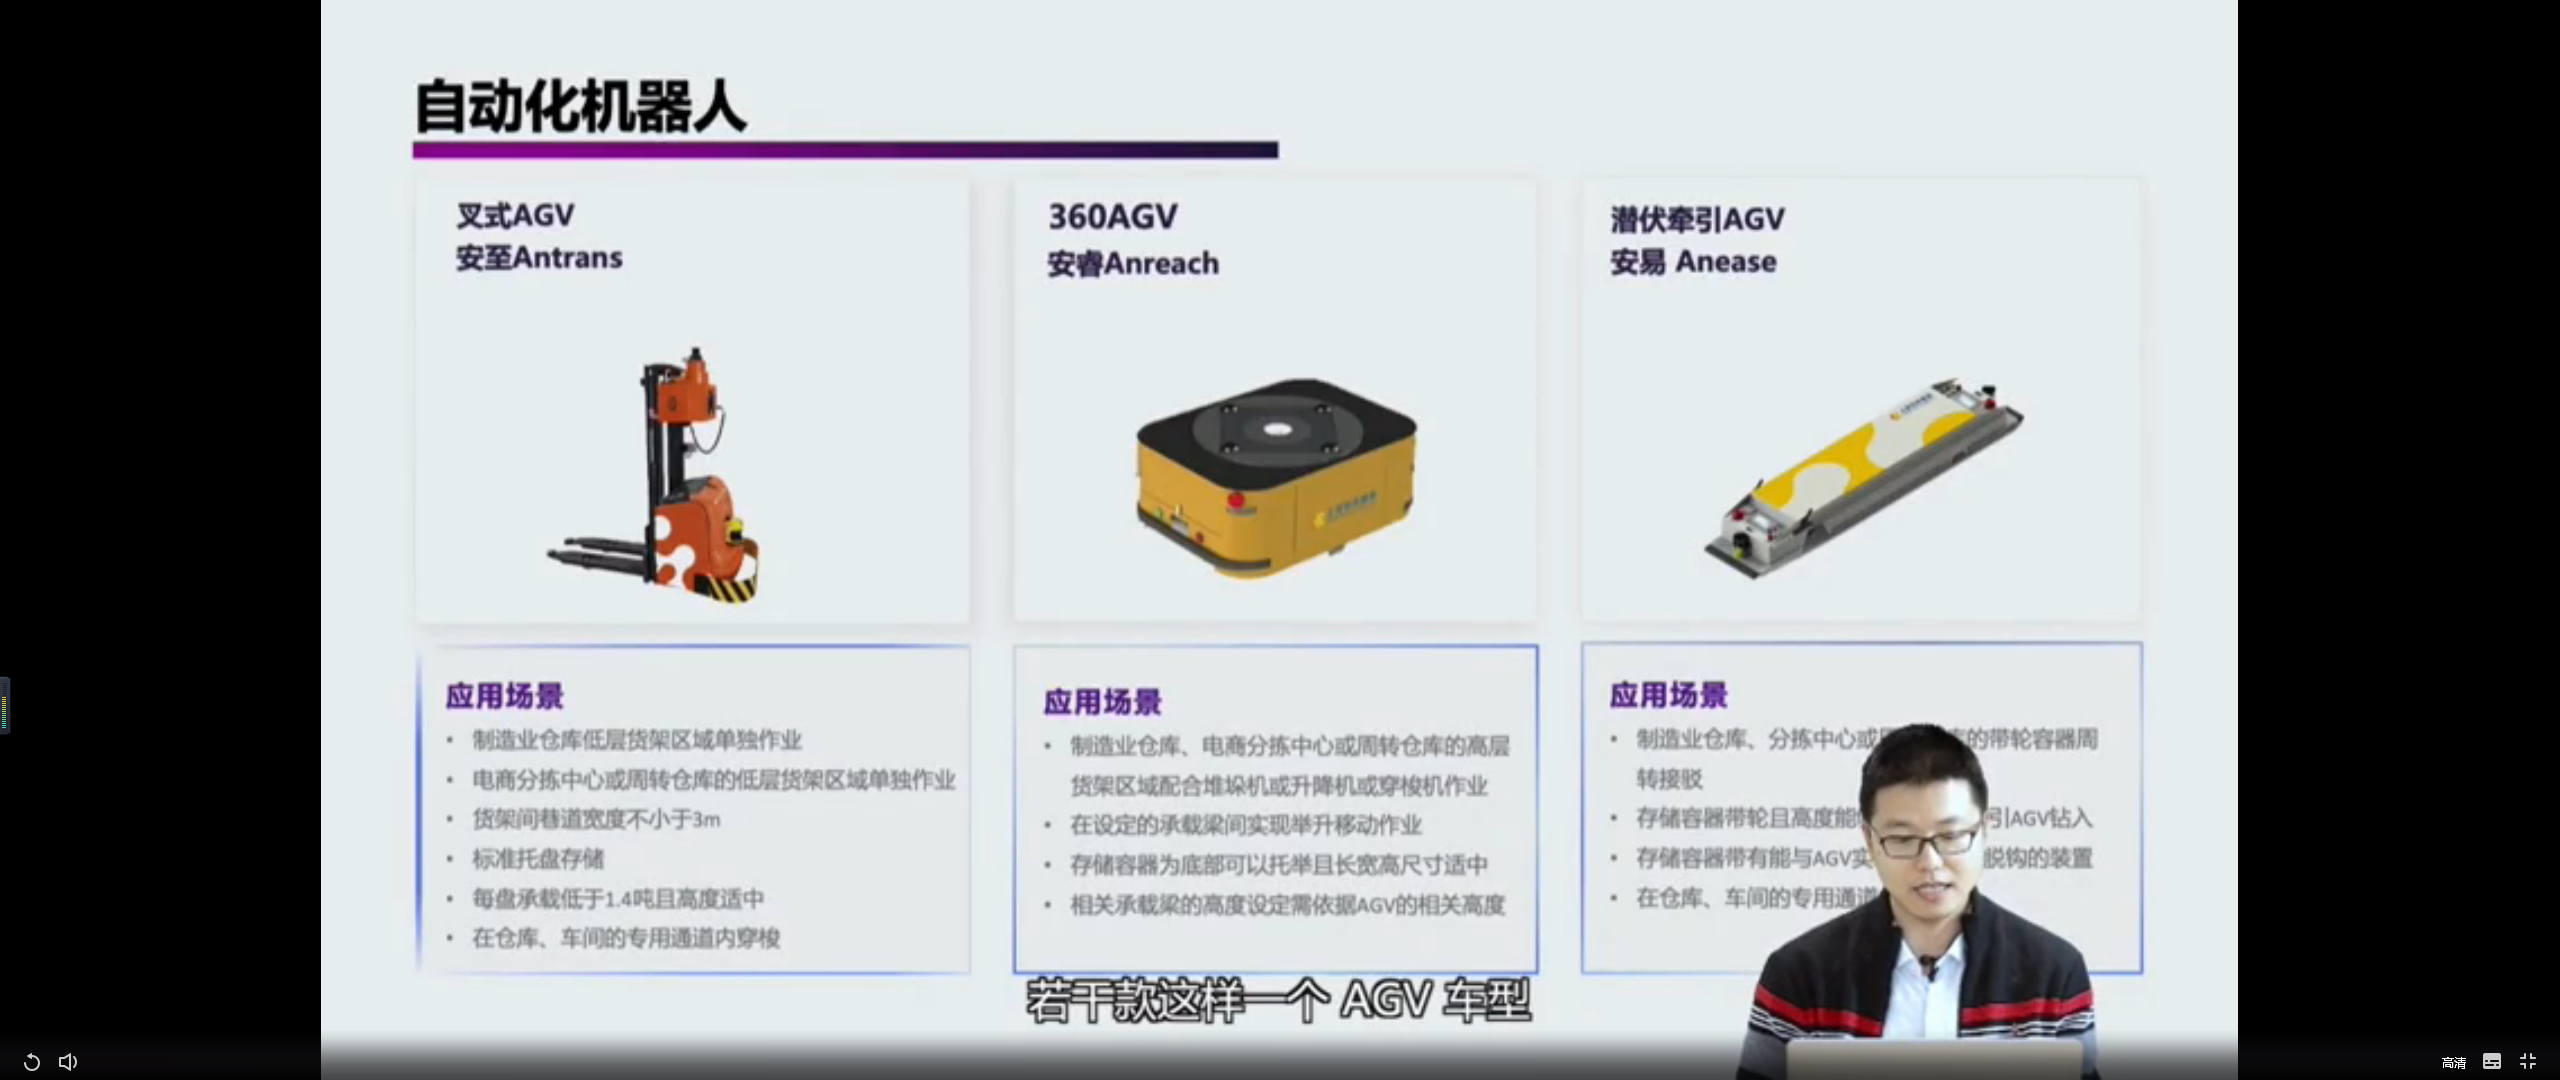 自动化机器人
叉式AGV
安至Antrans
360AGV
安睿Anreach
潜伏牵引AGV
安易 Anease
应用场景
• 制造业仓库低层货架区域单独作业
• 电商分拣中心或周转仓库的低层货架区域单独作业
• 货架间巷道宽度不小于3m
• 标准托盘存储
• 每盘承载低于1.4吨且高度适中
• 在仓库、车间的专用通道内穿梭
应用场景
• 制造业仓库、电商分拣中心或周转仓库的高层
货架区域配合堆垛机或升降机或穿梭机作业
• 在设定的承载梁间实现举升移动作业
• 存储容器为底部可以托举且长宽高尺寸适中
• 相关承载梁的高度设定需依据AGV的相关高度
应用场景
• 制造业仓库、分拣中心或 的带轮容器周
转接驳
• 存储容器带轮且高度能 引AGV钻入
• 存储容器带有能与AGV实 脱钩的装置
• 在仓库、车间的专用通道
若干款这样一个 AGV 车型
高清